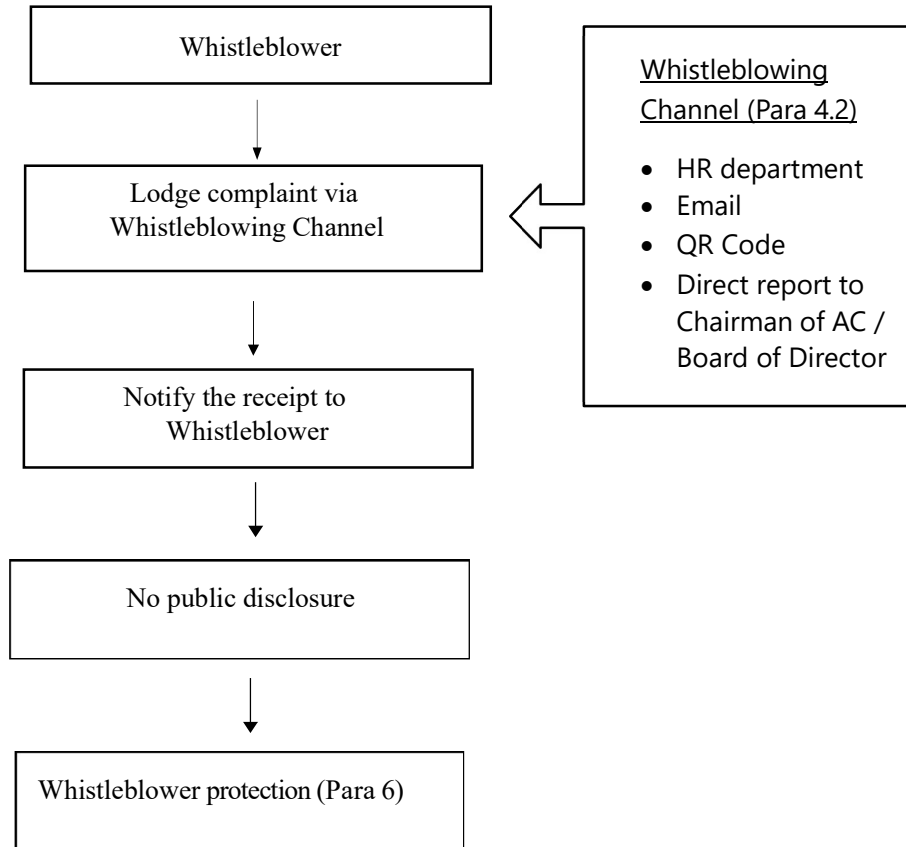 Whistleblower
Lodge complaint via
Whistleblowing Channel
Notify the receipt to
Whistleblower
No public disclosure
Whistleblower protection (Para 6)
Whistleblowing
Channel (Para 4.2)
• HR department
• Email
• QR Code
• Direct report to
Chairman of AC /
Board of Director